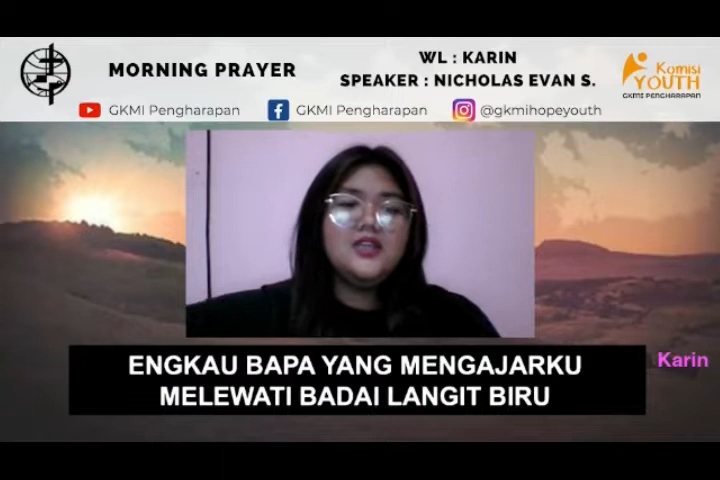 MORNING PRAYER
WL : KARIN
SPEAKER : NICHOLAS EVAN S.
Komisi
YOUTH
GKMI PENGHARAPAN
GKMI Pengharapan
GKMI Pengharapan
@gkmihopeyouth
ENGKAU BAPA YANG MENGAJARKU
MELEWATI BADAI LANGIT BIRU
Karin